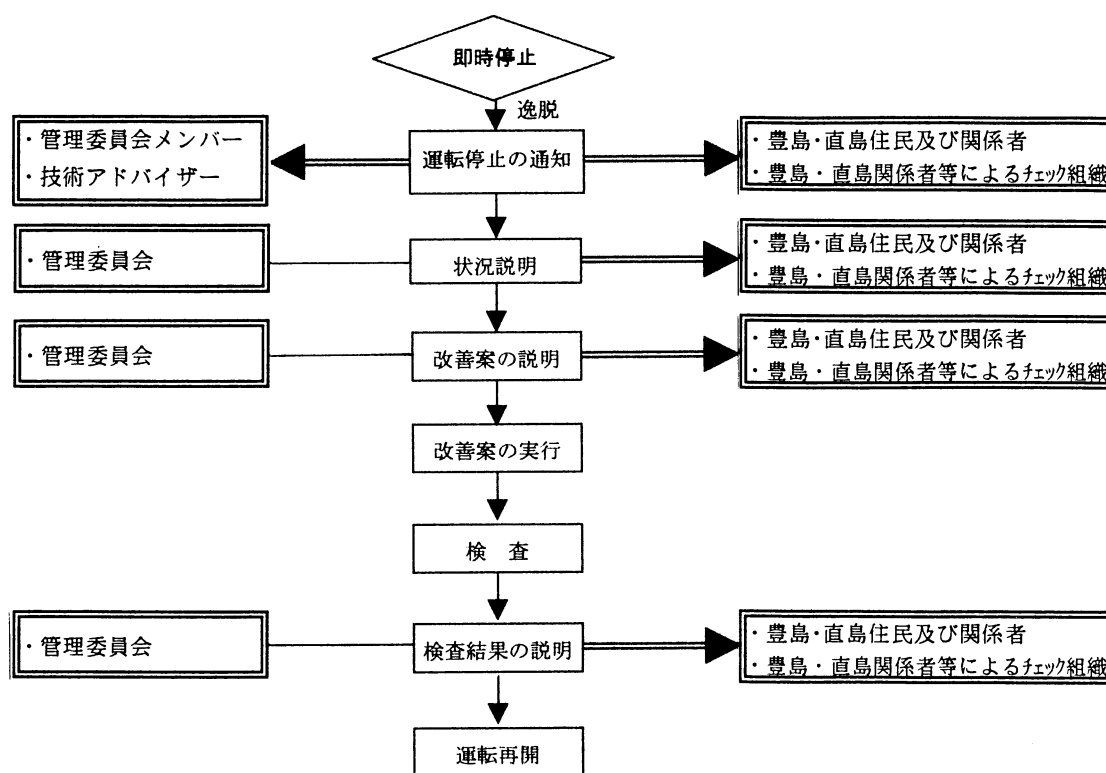 即時停止
逸脱
・管理委員会メンバー
・技術アドバイザー
運転停止の通知
・豊島・直島住民及び関係者
・豊島・直島関係者等によるチェック組織
・管理委員会
状況説明
・豊島・直島住民及び関係者
・豊島・直島関係者等によるチェック組織
・管理委員会
改善案の説明
・豊島・直島住民及び関係者
・豊島・直島関係者等によるチェック組織
改善案の実行
検 査
・管理委員会
検査結果の説明
・豊島・直島住民及び関係者
・豊島・直島関係者等によるチェック組織
運転再開